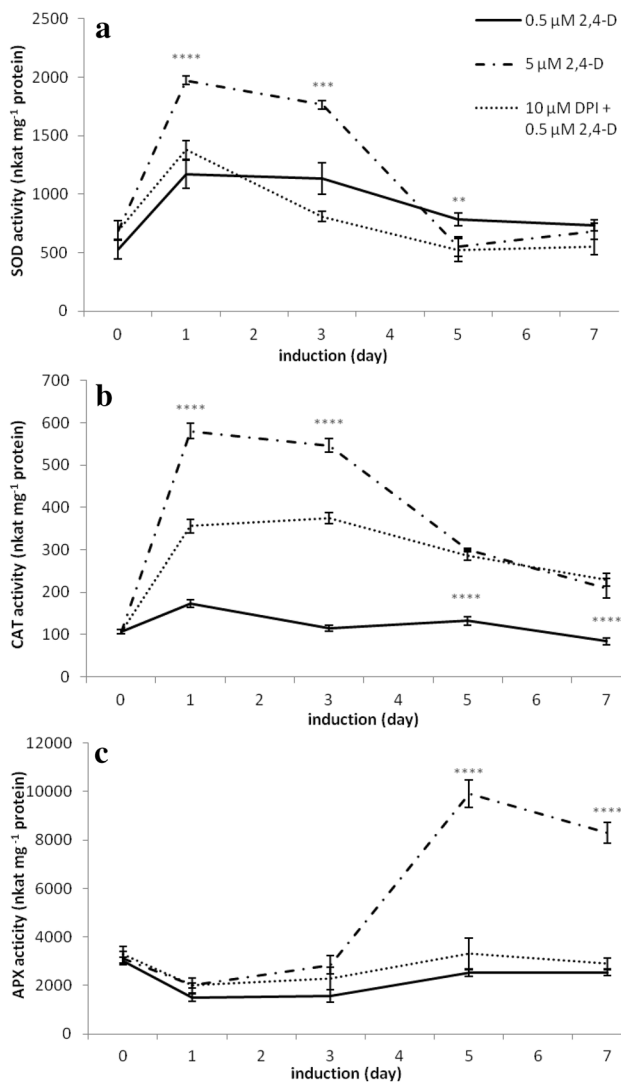 a
0.5 µM 2,4-D
5 µM 2,4-D
10 µM DPI +
0.5 µM 2,4-D
SOD activity (nkat mg⁻¹ protein)
2500
2000
1500
1000
500
0
****
***
**
0 1 2 3 4 5 6 7
induction (day)
b
CAT activity (nkat mg⁻¹ protein)
700
600
500
400
300
200
100
0
****
****
****
****
0 1 2 3 4 5 6 7
induction (day)
c
APX acticity (nkat mg⁻¹ protein)
12000
10000
8000
6000
4000
2000
0
****
****
0 1 2 3 4 5 6 7
induction (day)